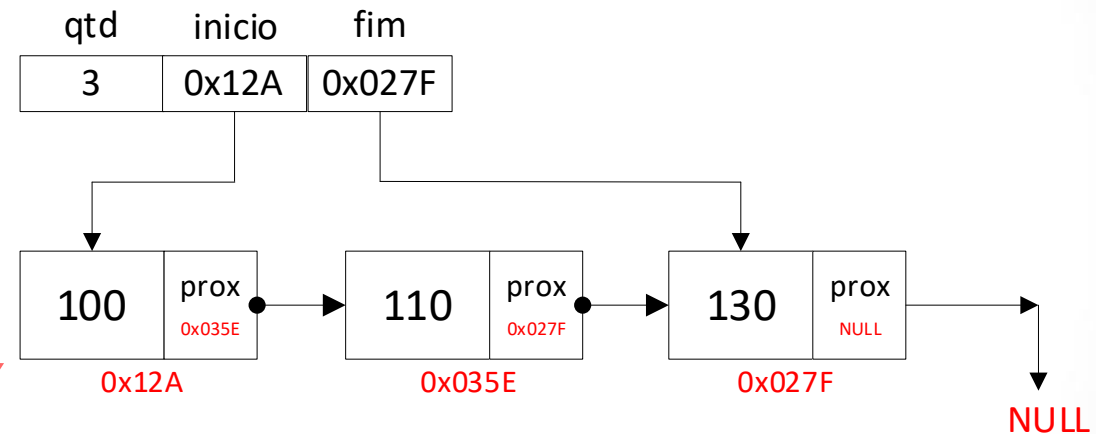 qtd inicio fim
3 0x12A 0x027F
100 prox 110 prox 130 prox
0x035E 0x027F NULL
0x12A 0x035E 0x027F
NULL